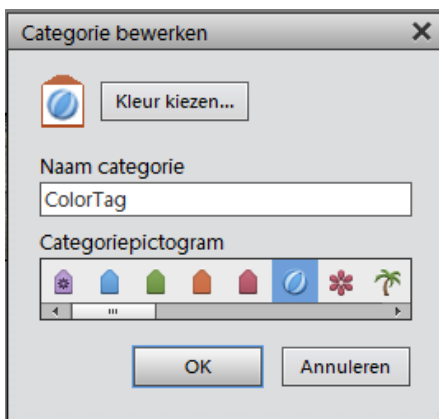 Categorie bewerken
Kleur kiezen...
Naam categorie
ColorTag
Categoriepictogram
OK Annuleren